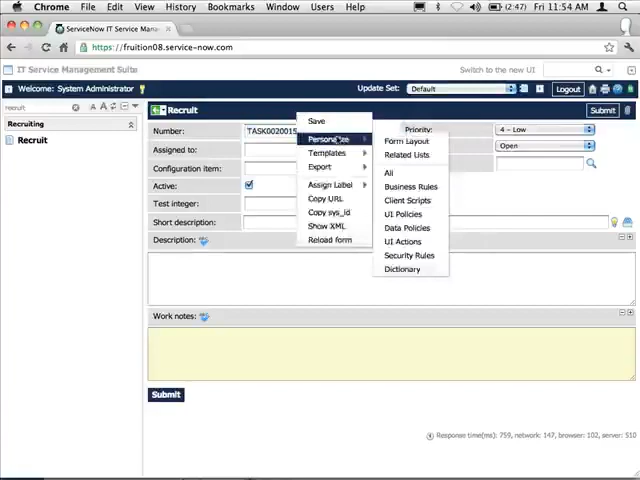 Chrome File Edit View History Bookmarks Window Users Help (2:47) Fri 11:54 AM
ServiceNow IT Service Mana
https://fruition08.service-now.com
IT Service Management Suite Switch to the new UI
Welcome: System Administrator Update Set: Default Logout
recruit
Recruiting
Recruit
Recruit Submit
Number: TASK0020015 Priority: 4 - Low
Assigned to: Open
Configuration item:
Active:
Test integer:
Short description:
Description:
Work notes:
Submit
Save
Personalize
Templates
Export
Assign Label
Copy URL
Copy sys_id
Show XML
Reload form
Form Layout
Related Lists
All
Business Rules
Client Scripts
UI Policies
Data Policies
UI Actions
Security Rules
Dictionary
Response time(ms): 759, network: 147, browser: 102, server: 510